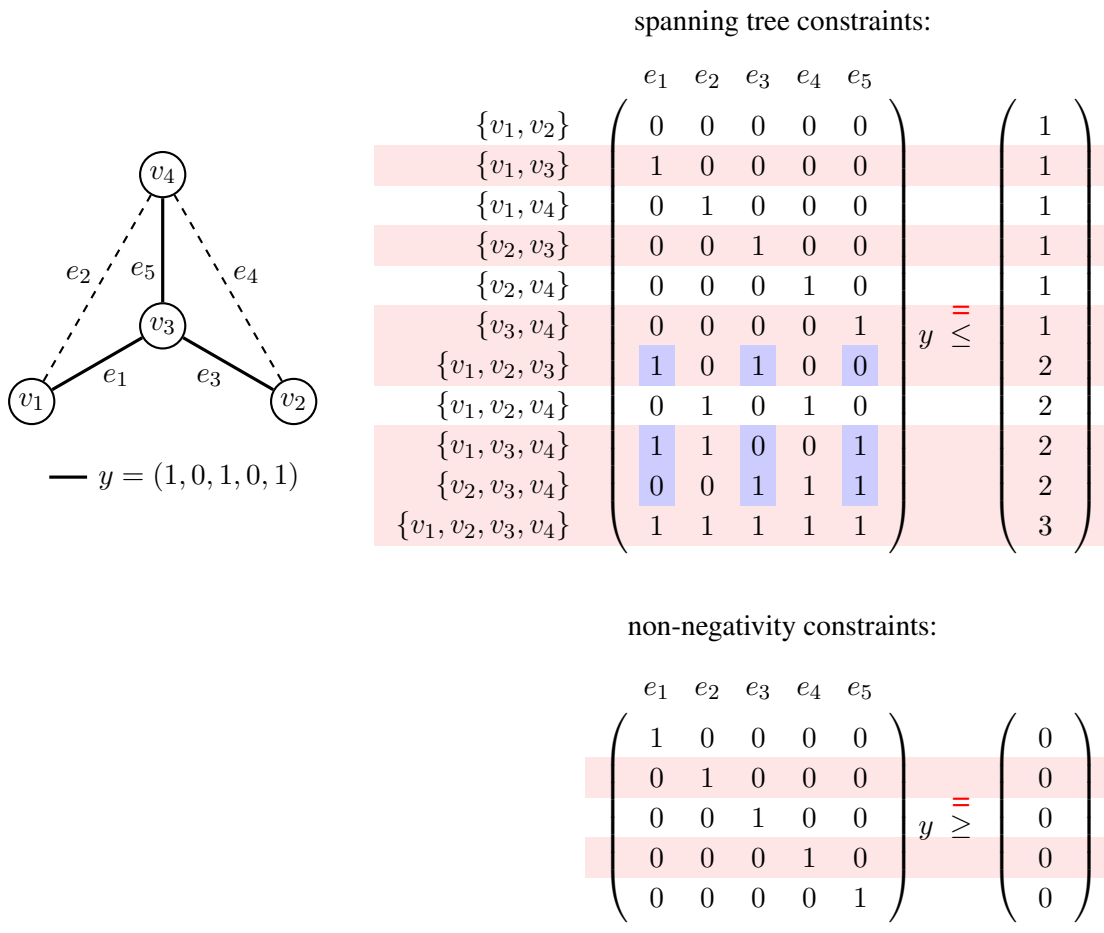 spanning tree constraints:
e₁ e₂ e₃ e₄ e₅
{v₁, v₂} 0 0 0 0 0 1
{v₁, v₃} 1 0 0 0 0 1
{v₁, v₄} 0 1 0 0 0 1
{v₂, v₃} 0 0 1 0 0 1
{v₂, v₄} 0 0 0 1 0 1
{v₃, v₄} 0 0 0 0 1 1
{v₁, v₂, v₃} 1 0 1 0 0 2
{v₁, v₂, v₄} 0 1 0 1 0 2
{v₁, v₃, v₄} 1 1 0 0 1 2
{v₂, v₃, v₄} 0 0 1 1 1 2
{v₁, v₂, v₃, v₄} 1 1 1 1 1 3
=
y ≤
v₄
e₂ e₅ e₄
v₃
e₁ e₃
v₁ v₂
y = (1, 0, 1, 0, 1)
non-negativity constraints:
e₁ e₂ e₃ e₄ e₅
1 0 0 0 0 0
0 1 0 0 0 0
0 0 1 0 0 0
0 0 0 1 0 0
0 0 0 0 1 0
=
y ≥